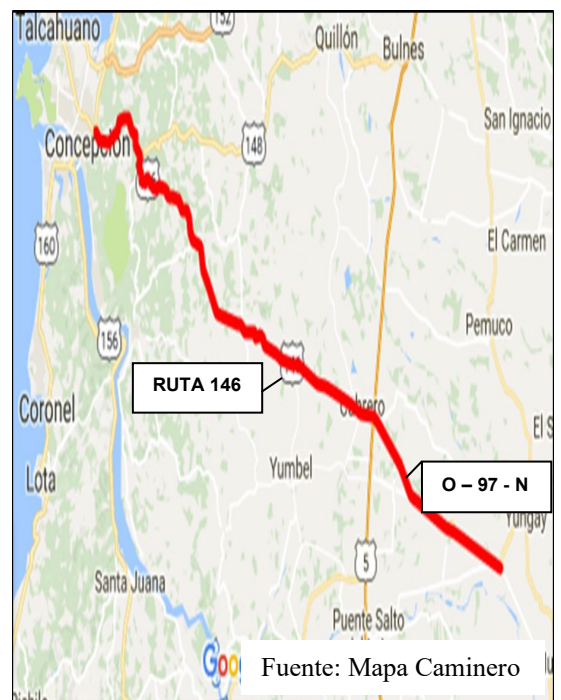 Talcahuano
152
Quillón
Bulnes
San Ignacio
Concepción
148
160
El Carmen
156
Pemuco
RUTA 146
Coronel
Cabrero
El S
Yumbel
Lota
O – 97 - N
Yungay
5
Santa Juana
Puente Salto
Goo
Fuente: Mapa Caminero